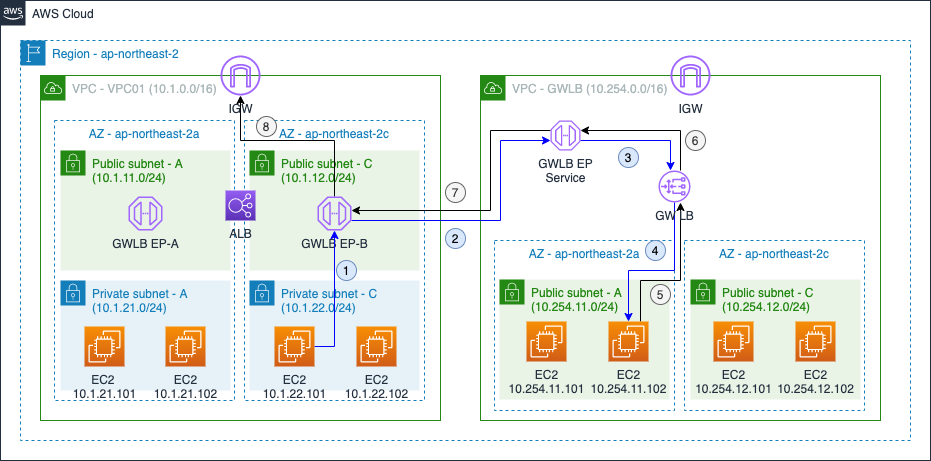 aws
AWS Cloud
Region - ap-northeast-2
VPC - VPC01 (10.1.0.0/16)
IGW
8
AZ - ap-northeast-2a
AZ - ap-northeast-2c
Public subnet - A
(10.1.11.0/24)
Public subnet - C
(10.1.12.0/24)
GWLB EP-A
ALB
GWLB EP-B
1
Private subnet - A
(10.1.21.0/24)
Private subnet - C
(10.1.22.0/24)
EC2
10.1.21.101
EC2
10.1.21.102
EC2
10.1.22.101
EC2
10.1.22.102
7
2
VPC - GWLB (10.254.0.0/16)
IGW
GWLB EP
Service
3
6
GWLB
4
5
AZ - ap-northeast-2a
AZ - ap-northeast-2c
Public subnet - A
(10.254.11.0/24)
Public subnet - C
(10.254.12.0/24)
EC2
10.254.11.101
EC2
10.254.11.102
EC2
10.254.12.101
EC2
10.254.12.102